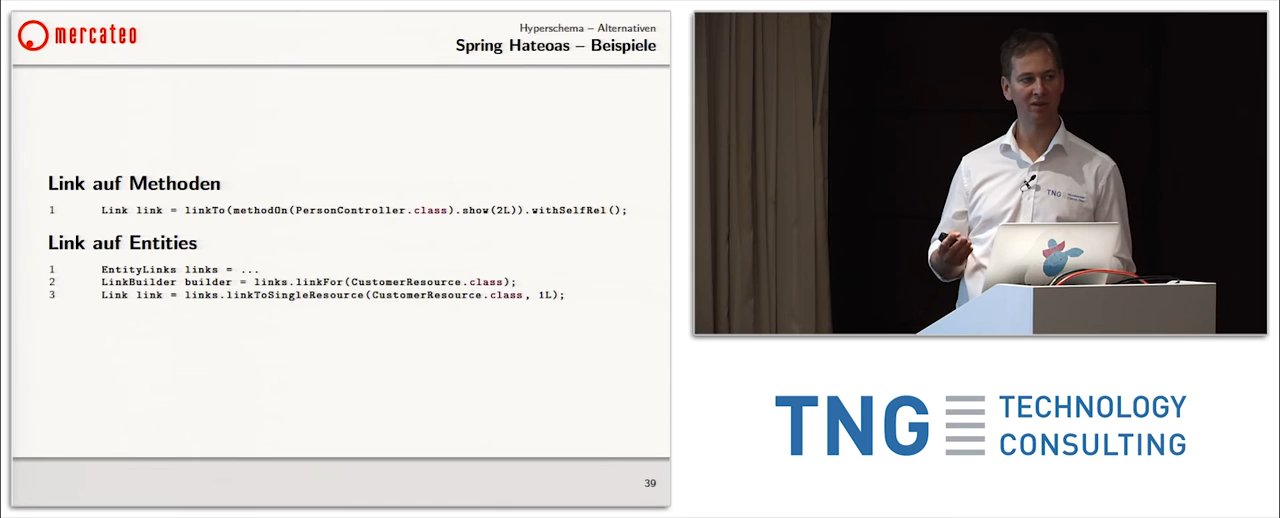 mercateo
Hyperschema – Alternativen
Spring Hateoas – Beispiele
Link auf Methoden
1 Link link = linkTo(methodOn(PersonController.class).show(2L)).withSelfRel();
Link auf Entities
1 EntityLinks links = ...
2 LinkBuilder builder = links.linkFor(CustomerResource.class);
3 Link link = links.linkToSingleResource(CustomerResource.class, 1L);
39
TNG
TNG TECHNOLOGY
CONSULTING